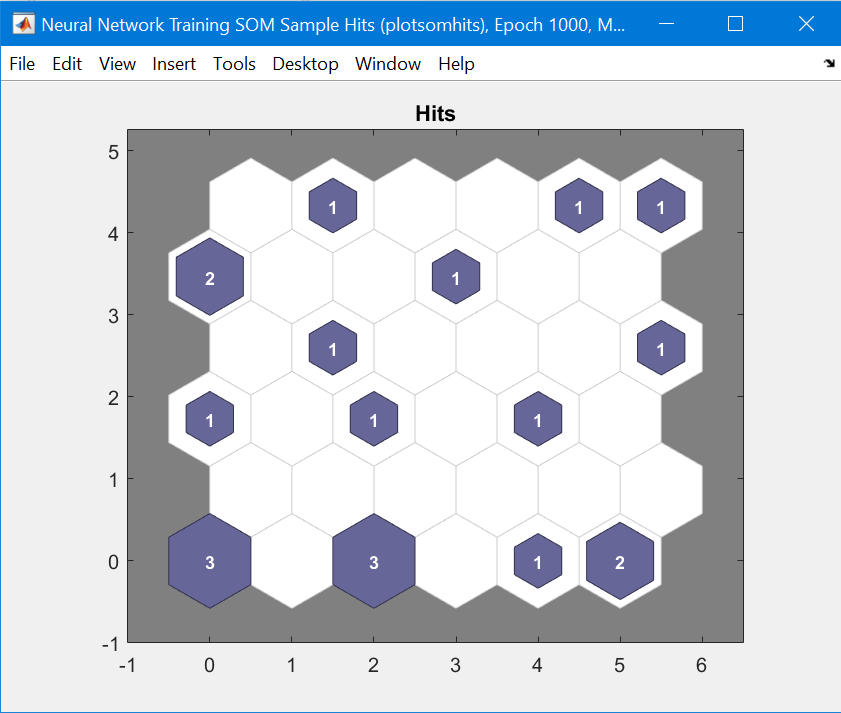 Neural Network Training SOM Sample Hits (plotsomhits), Epoch 1000, M...
File Edit View Insert Tools Desktop Window Help
Hits
5
1 1 1
4
2 1
3
1 1
2
1 1 1
1
0
3 3 1 2
-1
-1 0 1 2 3 4 5 6